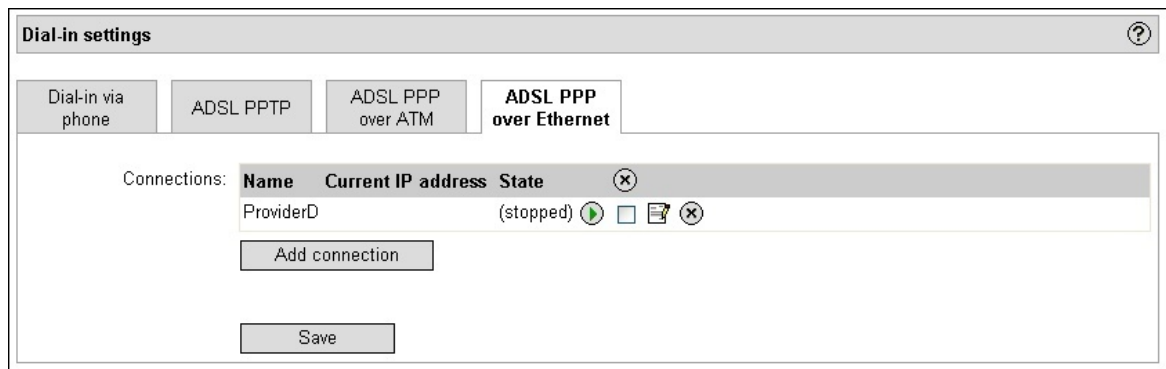 Dial-in settings
?
Dial-in via
phone
ADSL PPTP
ADSL PPP
over ATM
ADSL PPP
over Ethernet
Connections:
Name Current IP address State
ProviderD (stopped)
Add connection
Save